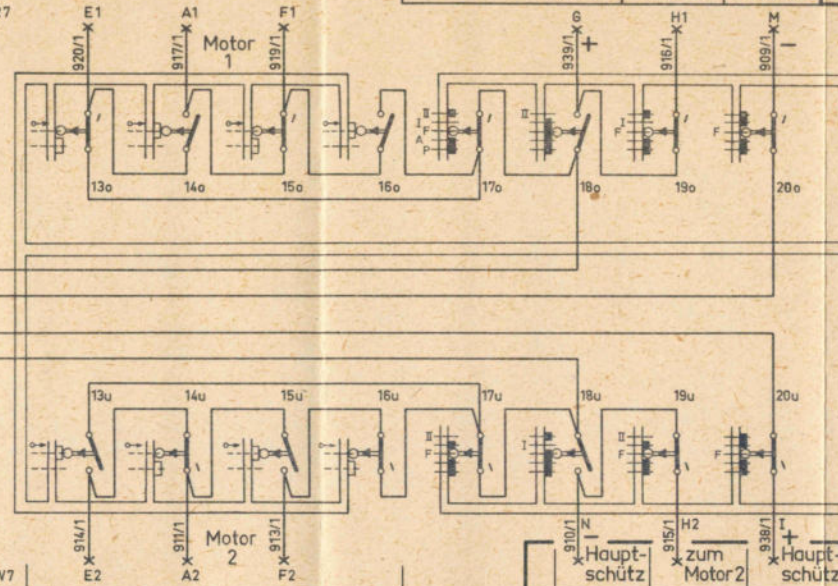 E1 A1 F1 G H1 M
920/1 917/1 919/1 939/1 + 916/1 909/1 −
Motor
1
II
I
F
A
P
II
I
F
F
13o 14o 15o 16o 17o 18o 19o 20o
13u 14u 15u 16u 17u 18u 19u 20u
II
F
I
II
F
F
914/1 911/1 913/1 910/1 N − 915/1 H2 938/1 I +
Motor
2
E2 A2 F2
Haupt-
schütz
zum
Motor 2
Haupt-
schütz